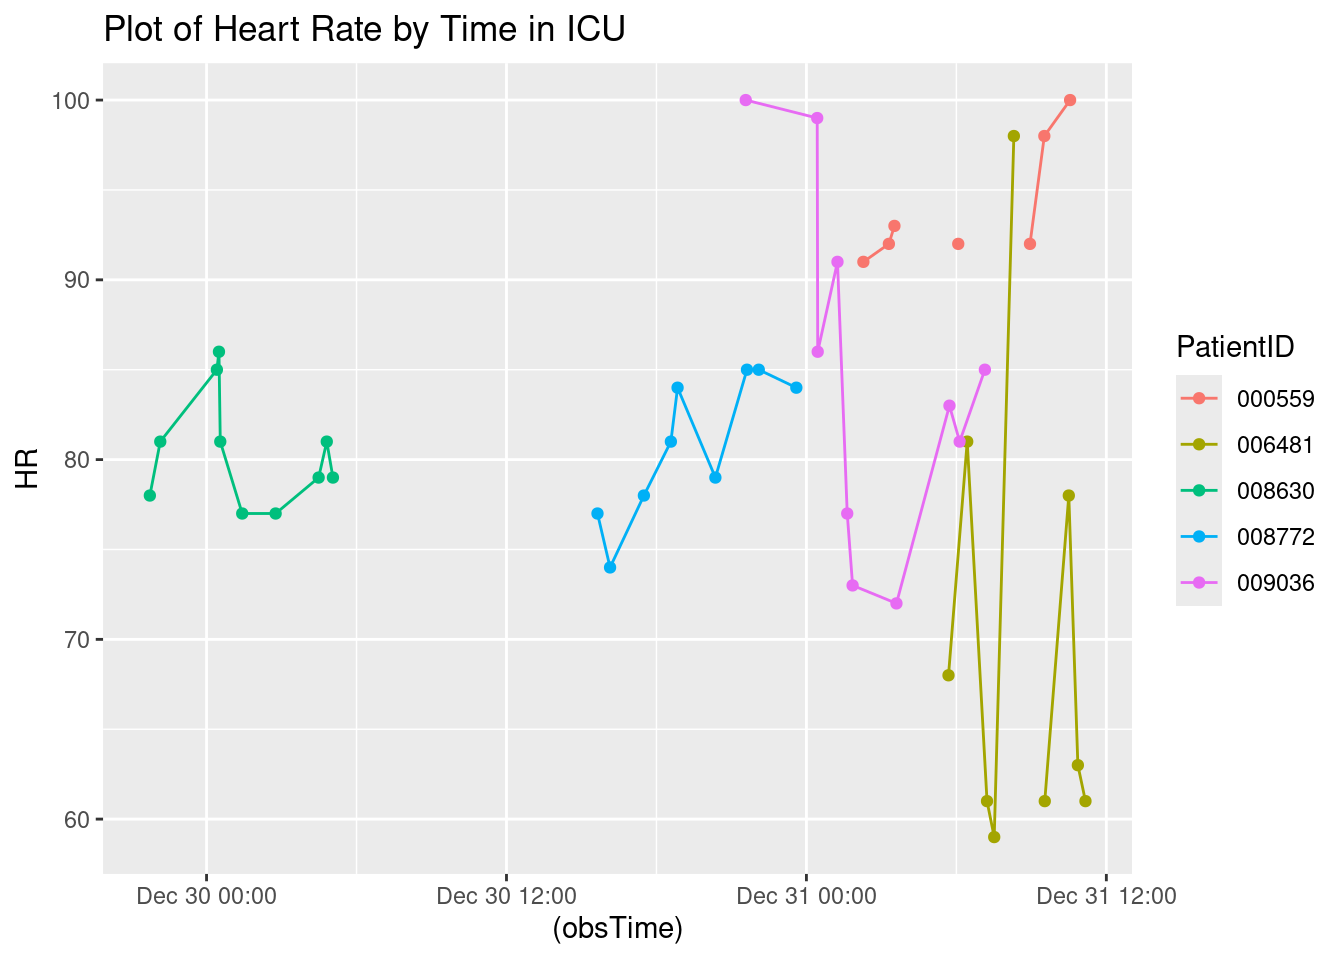 Plot of Heart Rate by Time in ICU
HR
100
90
80
70
60
Dec 30 00:00
Dec 30 12:00
Dec 31 00:00
Dec 31 12:00
(obsTime)
PatientID
000559
006481
008630
008772
009036